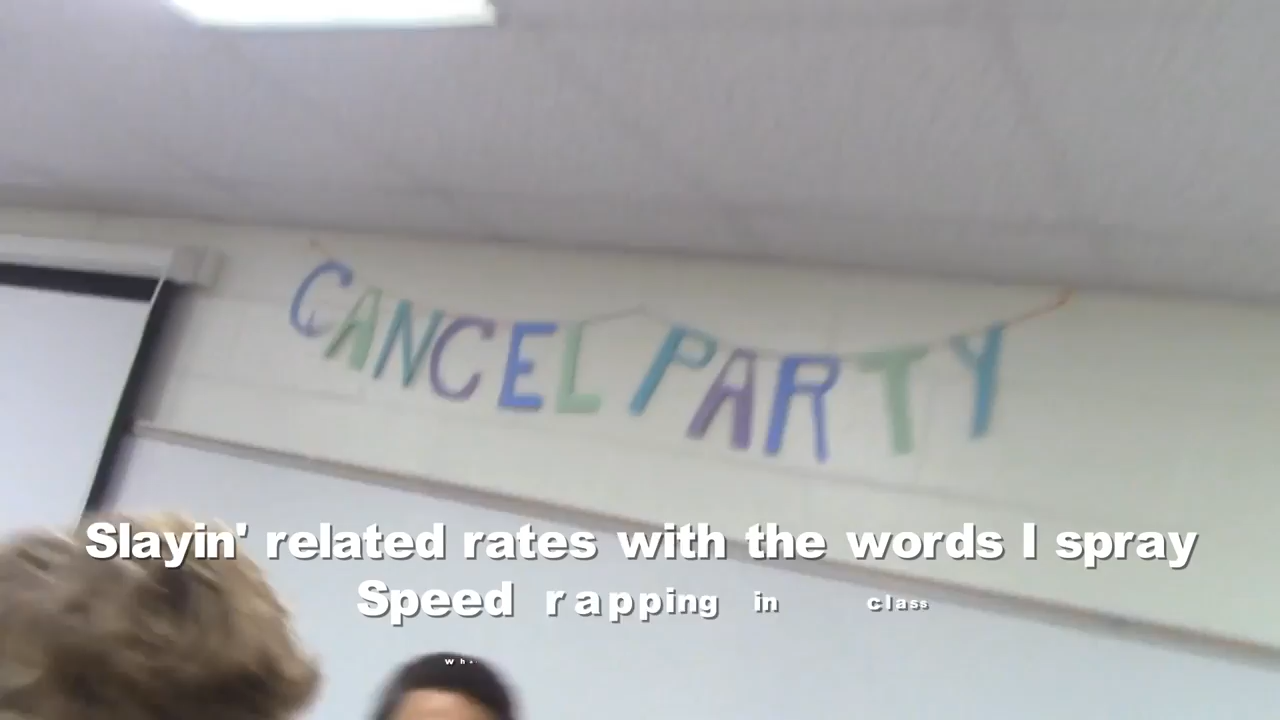 CANCEL PARTY
Slayin' related rates with the words I spray
Speed rapping in class